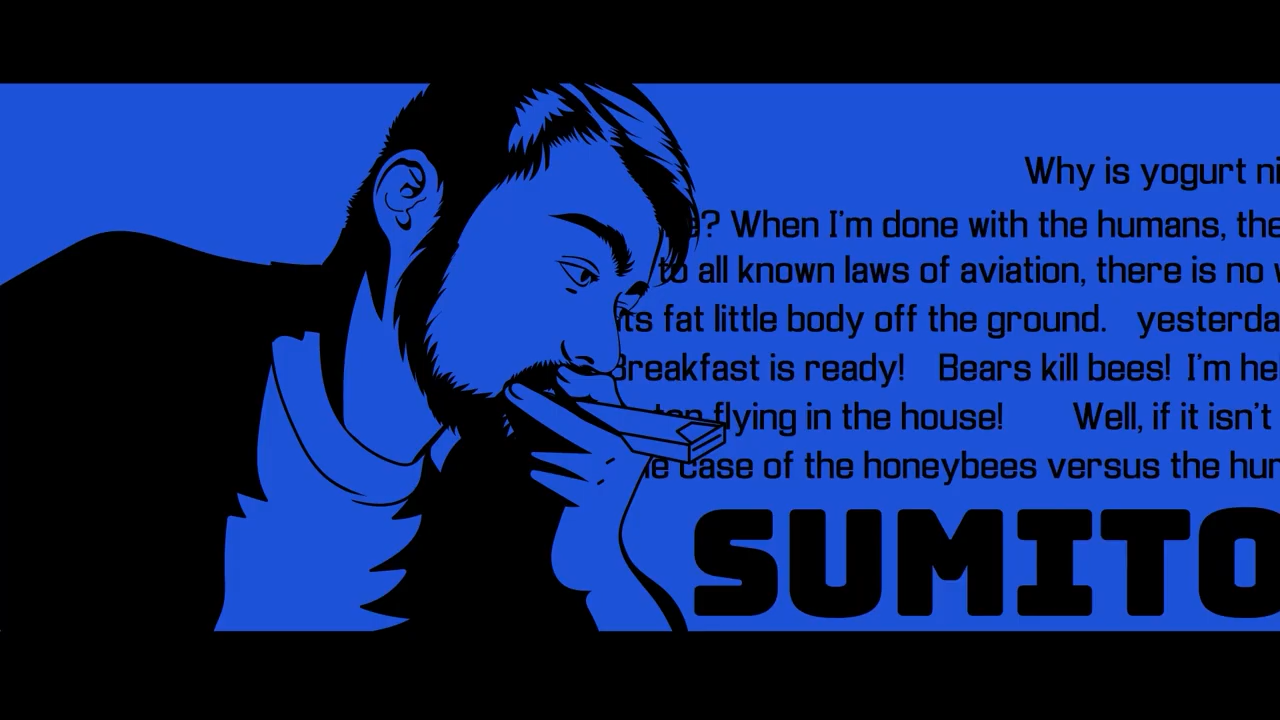 Why is yogurt ni
e? When I'm done with the humans, the
to all known laws of aviation, there is no w
its fat little body off the ground. yesterda
Breakfast is ready! Bears kill bees! I'm he
flying in the house! Well, if it isn't
case of the honeybees versus the hum
SUMITO